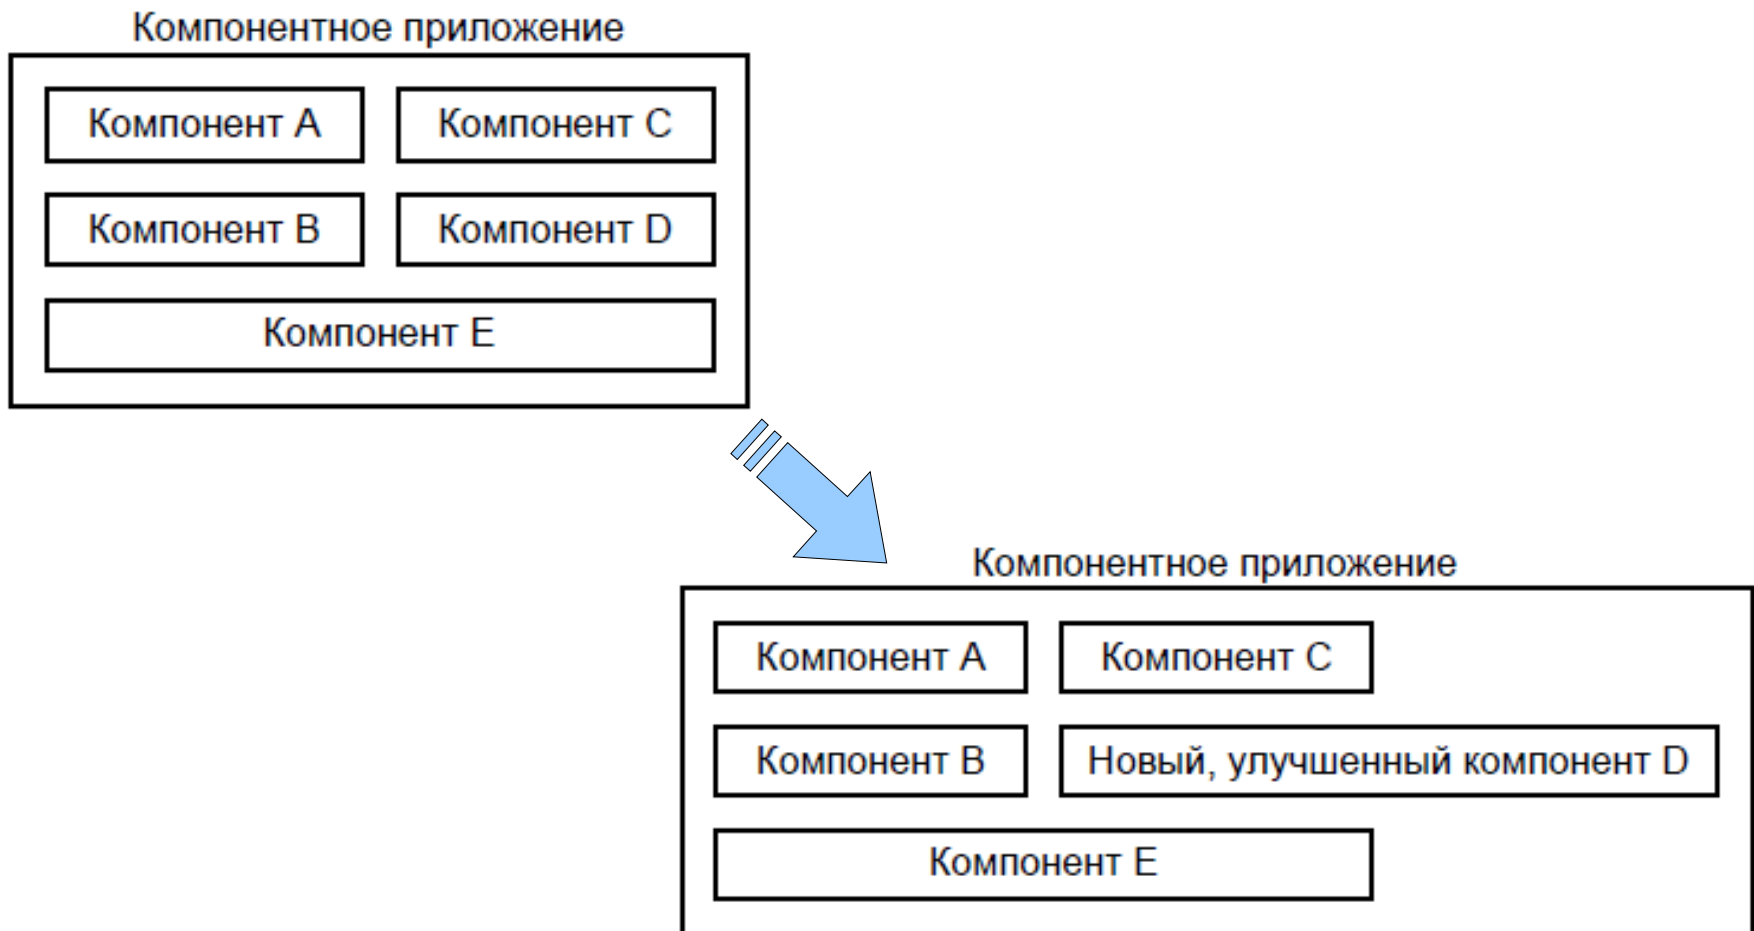 Компонентное приложение
Компонент A
Компонент C
Компонент B
Компонент D
Компонент E
Компонентное приложение
Компонент A
Компонент C
Компонент B
Новый, улучшенный компонент D
Компонент E